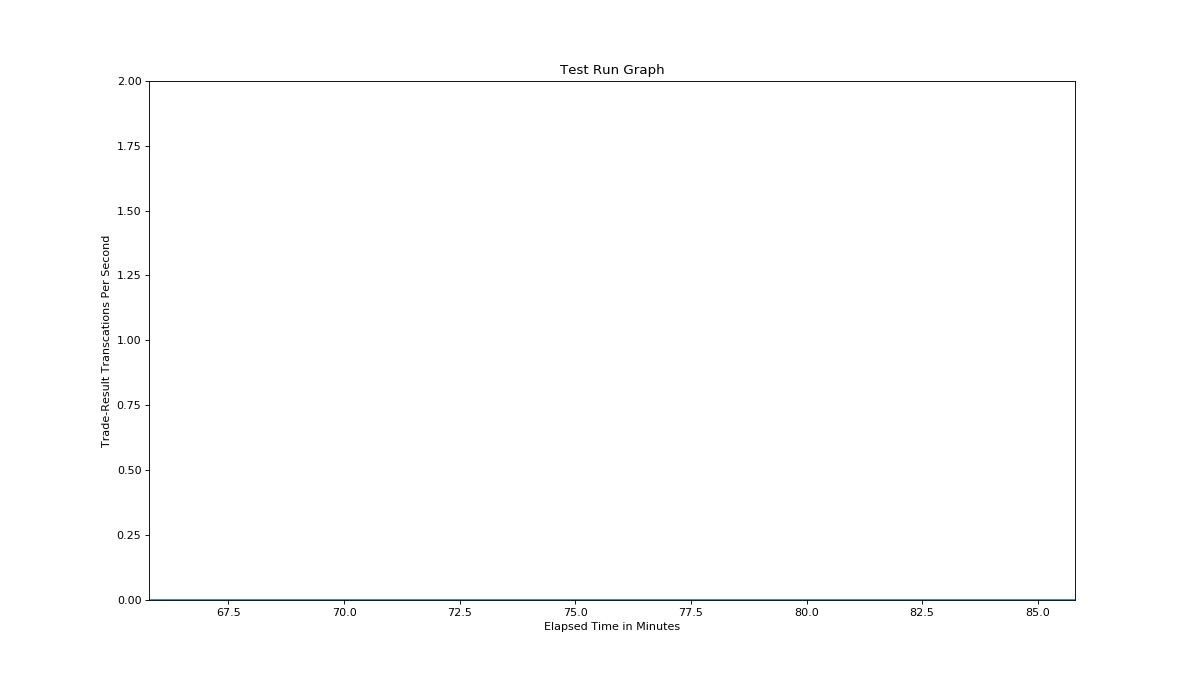 Test Run Graph
2.00
1.75
1.50
1.25
1.00
0.75
0.50
0.25
0.00
Trade-Result Transcations Per Second
67.5 70.0 72.5 75.0 77.5 80.0 82.5 85.0
Elapsed Time in Minutes